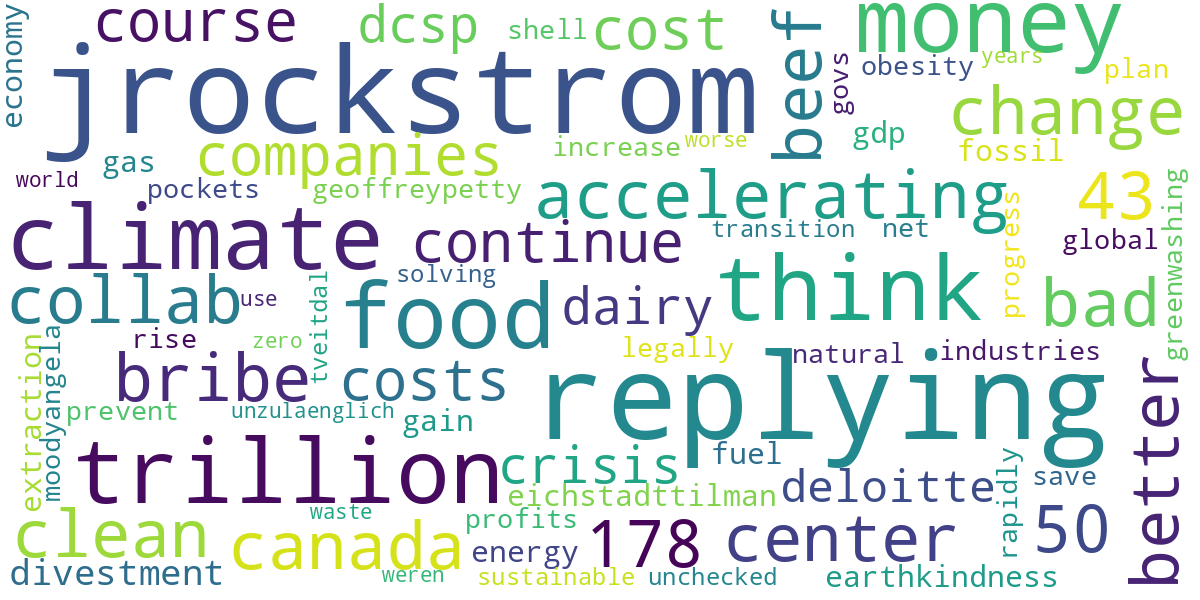 economy
course
dcsp
shell
cost
money
jrockstrom
beef
govs
obesity
years
plan
change
gdp
fossil
companies
increase
worse
gas
world
pockets
geoffreypetty
accelerating
43
greenwashing
climate
continue
transition
net
progress
global
collab
use
solving
food
dairy
think
bad
rise
zero
tveitdal
legally
natural
industries
extraction
moodyangela
bribe
costs
replying
better
prevent
unzulaenglich
gain
trillion
crisis
fuel
eichstadttilman
deloitte
rapidly
save
clean
waste
canada
profits
energy
178
center
50
divestment
weren
sustainable
unchecked
earthkindness